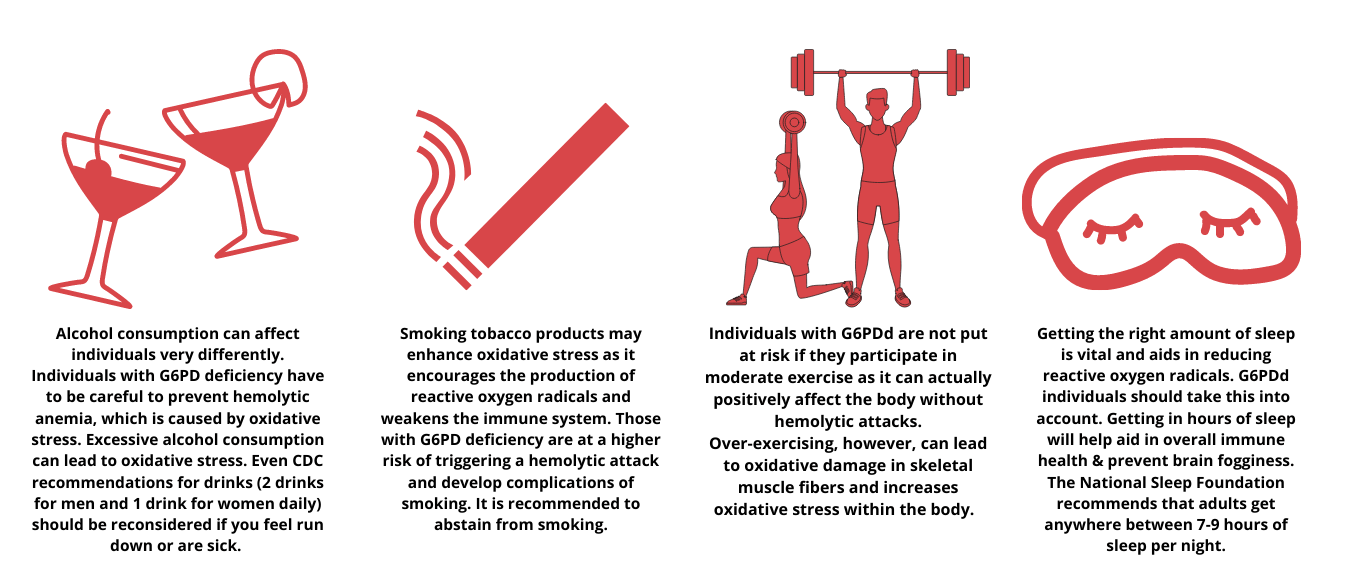 Alcohol consumption can affect
individuals very differently.
Individuals with G6PD deficiency have
to be careful to prevent hemolytic
anemia, which is caused by oxidative
stress. Excessive alcohol consumption
can lead to oxidative stress. Even CDC
recommendations for drinks (2 drinks
for men and 1 drink for women daily)
should be reconsidered if you feel run
down or are sick.
Smoking tobacco products may
enhance oxidative stress as it
encourages the production of
reactive oxygen radicals and
weakens the immune system. Those
with G6PD deficiency are at a higher
risk of triggering a hemolytic attack
and develop complications of
smoking. It is recommended to
abstain from smoking.
Individuals with G6PDd are not put
at risk if they participate in
moderate exercise as it can actually
positively affect the body without
hemolytic attacks.
Over-exercising, however, can lead
to oxidative damage in skeletal
muscle fibers and increases
oxidative stress within the body.
Getting the right amount of sleep
is vital and aids in reducing
reactive oxygen radicals. G6PDd
individuals should take this into
account. Getting in hours of sleep
will help aid in overall immune
health & prevent brain fogginess.
The National Sleep Foundation
recommends that adults get
anywhere between 7-9 hours of
sleep per night.